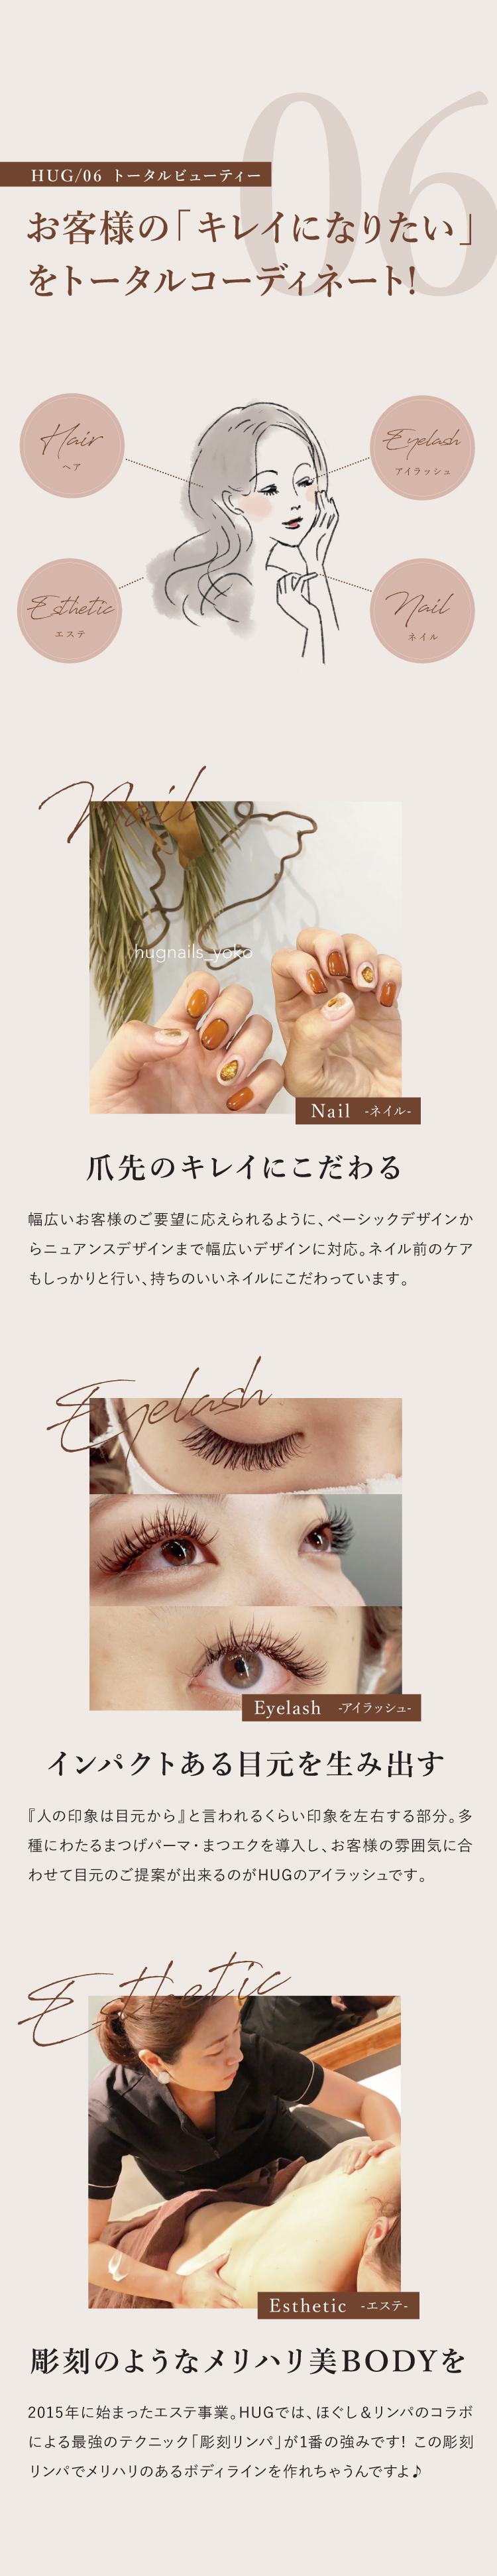 06
HUG/06 トータルビューティー
お客様の「キレイになりたい」
をトータルコーディネート!
Hair
ヘア
Eyelash
アイラッシュ
Esthetic
エステ
Nail
ネイル
Nail
hugnails_yoko
Nail -ネイル-
爪先のキレイにこだわる
幅広いお客様のご要望に応えられるように、ベーシックデザインか
らニュアンスデザインまで幅広いデザインに対応。ネイル前のケア
もしっかりと行い、持ちのいいネイルにこだわっています。
Eyelash
Eyelash -アイラッシュ-
インパクトある目元を生み出す
『人の印象は目元から』と言われるくらい印象を左右する部分。多
種にわたるまつげパーマ・まつエクを導入し、お客様の雰囲気に合
わせて目元のご提案が出来るのがHUGのアイラッシュです。
Esthetic
Esthetic -エステ-
彫刻のようなメリハリ美BODYを
2015年に始まったエステ事業。HUGでは、ほぐし&リンパのコラボ
による最強のテクニック「彫刻リンパ」が1番の強みです! この彫刻
リンパでメリハリのあるボディラインを作れちゃうんですよ♪